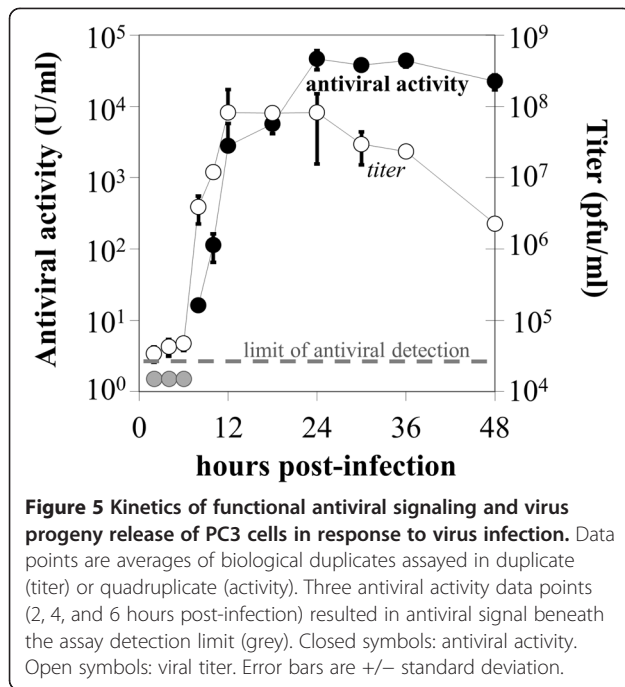 10⁵
10⁴
10³
10²
10¹
10⁰
Antiviral activity (U/ml)
antiviral activity
titer
limit of antiviral detection
10⁹
10⁸
10⁷
10⁶
10⁵
10⁴
Titer (pfu/ml)
0 12 24 36 48
hours post-infection
Figure 5 Kinetics of functional antiviral signaling and virus
progeny release of PC3 cells in response to virus infection. Data
points are averages of biological duplicates assayed in duplicate
(titer) or quadruplicate (activity). Three antiviral activity data points
(2, 4, and 6 hours post-infection) resulted in antiviral signal beneath
the assay detection limit (grey). Closed symbols: antiviral activity.
Open symbols: viral titer. Error bars are +/− standard deviation.